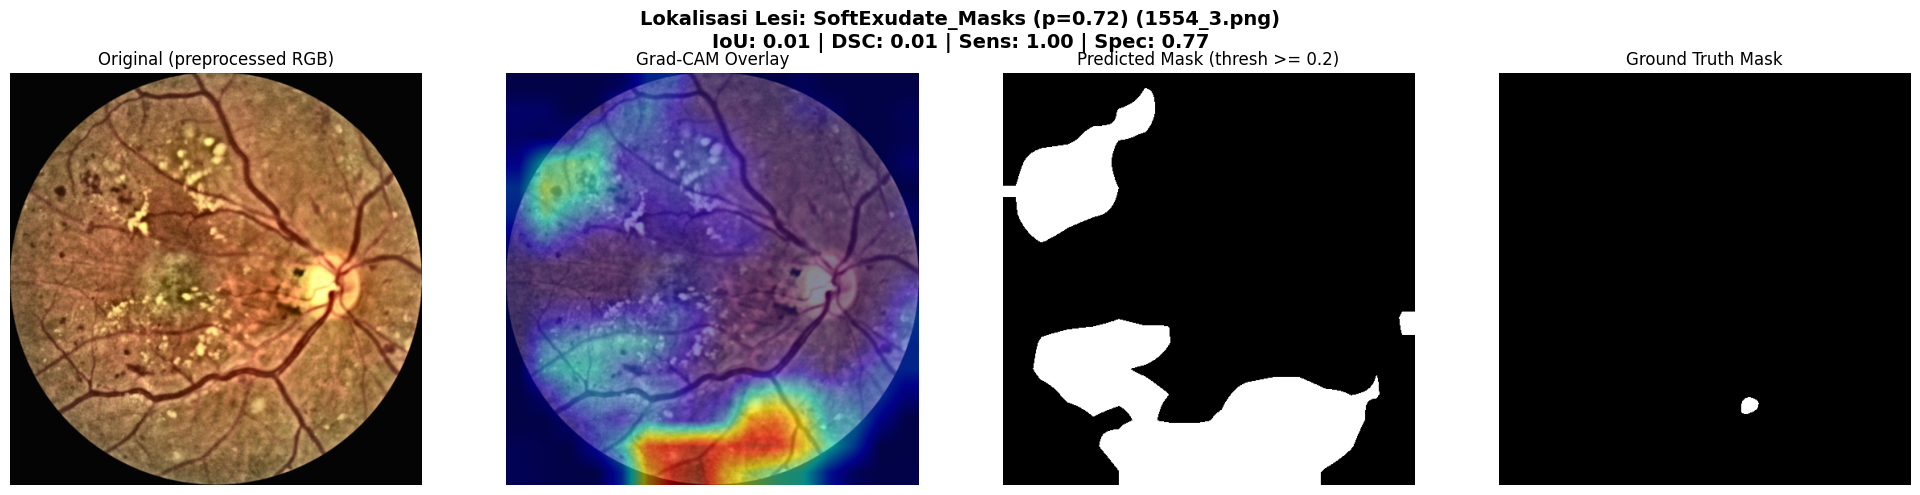 Lokalisasi Lesi: SoftExudate_Masks (p=0.72) (1554_3.png)
IoU: 0.01 | DSC: 0.01 | Sens: 1.00 | Spec: 0.77
Original (preprocessed RGB)
Grad-CAM Overlay
Predicted Mask (thresh >= 0.2)
Ground Truth Mask